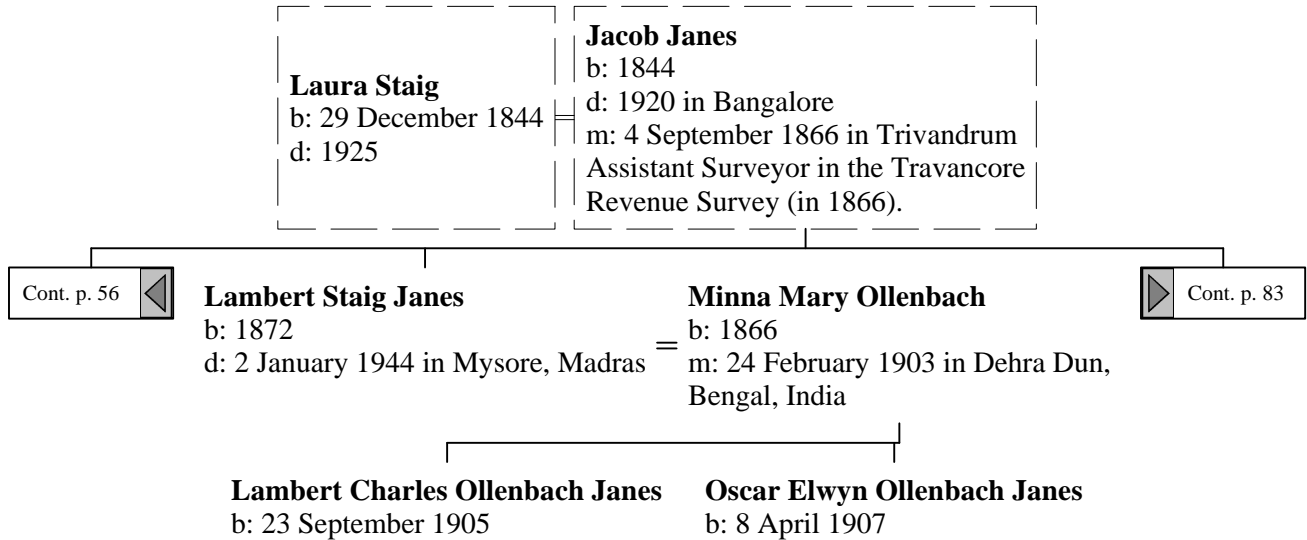 Laura Staig
b: 29 December 1844
d: 1925
Jacob Janes
b: 1844
d: 1920 in Bangalore
m: 4 September 1866 in Trivandrum
Assistant Surveyor in the Travancore
Revenue Survey (in 1866).
Cont. p. 56
Lambert Staig Janes
b: 1872
d: 2 January 1944 in Mysore, Madras
=
Minna Mary Ollenbach
b: 1866
m: 24 February 1903 in Dehra Dun,
Bengal, India
Cont. p. 83
Lambert Charles Ollenbach Janes
b: 23 September 1905
Oscar Elwyn Ollenbach Janes
b: 8 April 1907